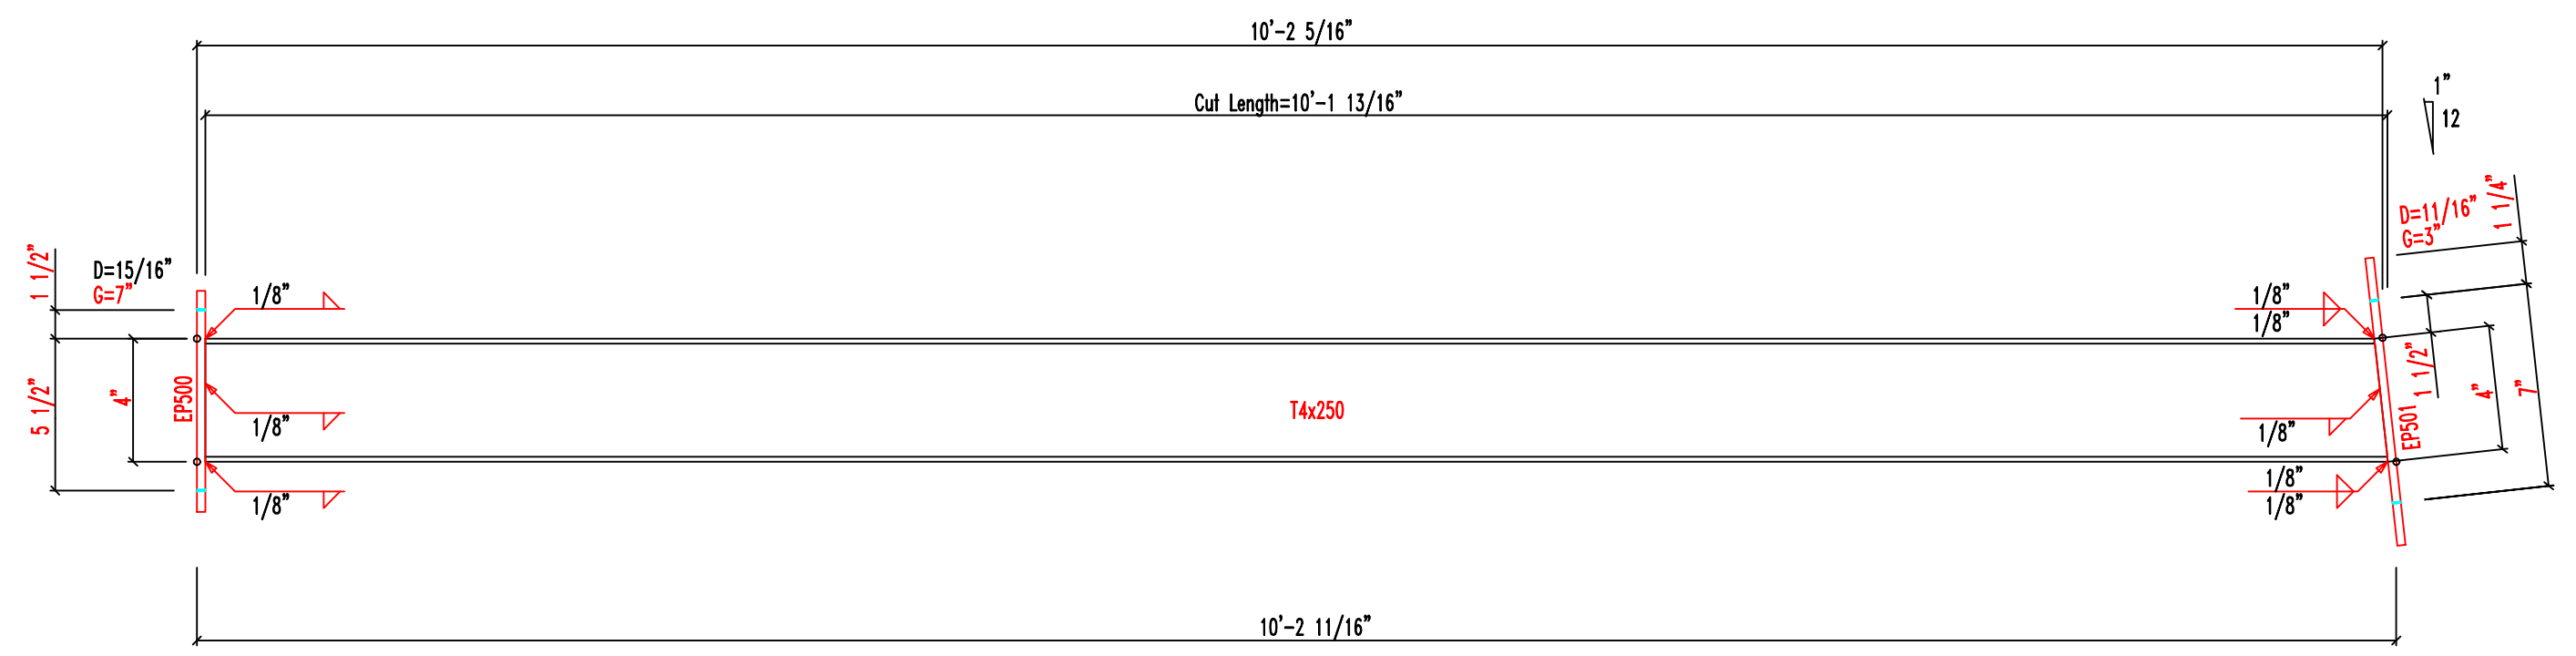 10'-2 5/16"
Cut Length=10'-1 13/16"
1"
12
D=11/16"
G=3"
1 1/4"
1 1/2"
D=15/16"
G=7"
1/8"
1/8"
1/8"
5 1/2"
4"
EP500
1/8"
T4x250
1/8"
EP501
1 1/2"
4"
7"
1/8"
1/8"
1/8"
10'-2 11/16"